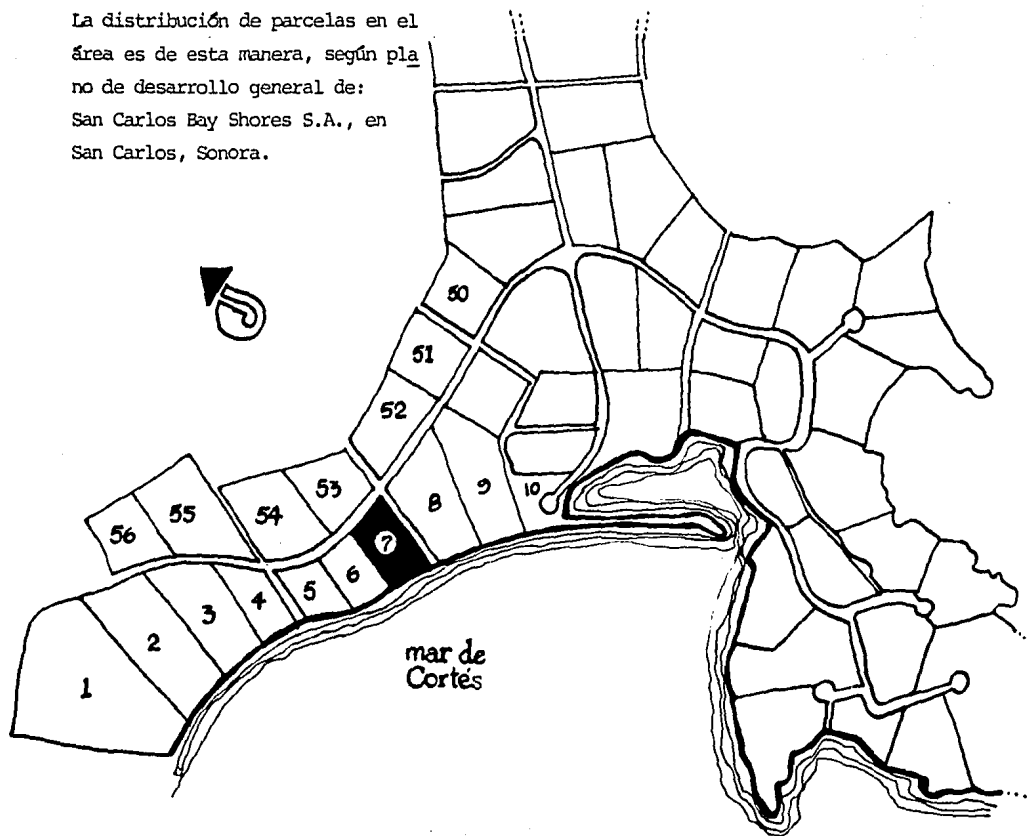 La distribución de parcelas en el
área es de esta manera, según pla
no de desarrollo general de:
San Carlos Bay Shores S.A., en
San Carlos, Sonora.
50
51
52
53
54
55
56
1
2
3
4
5
6
7
8
9
10
mar de
Cortés